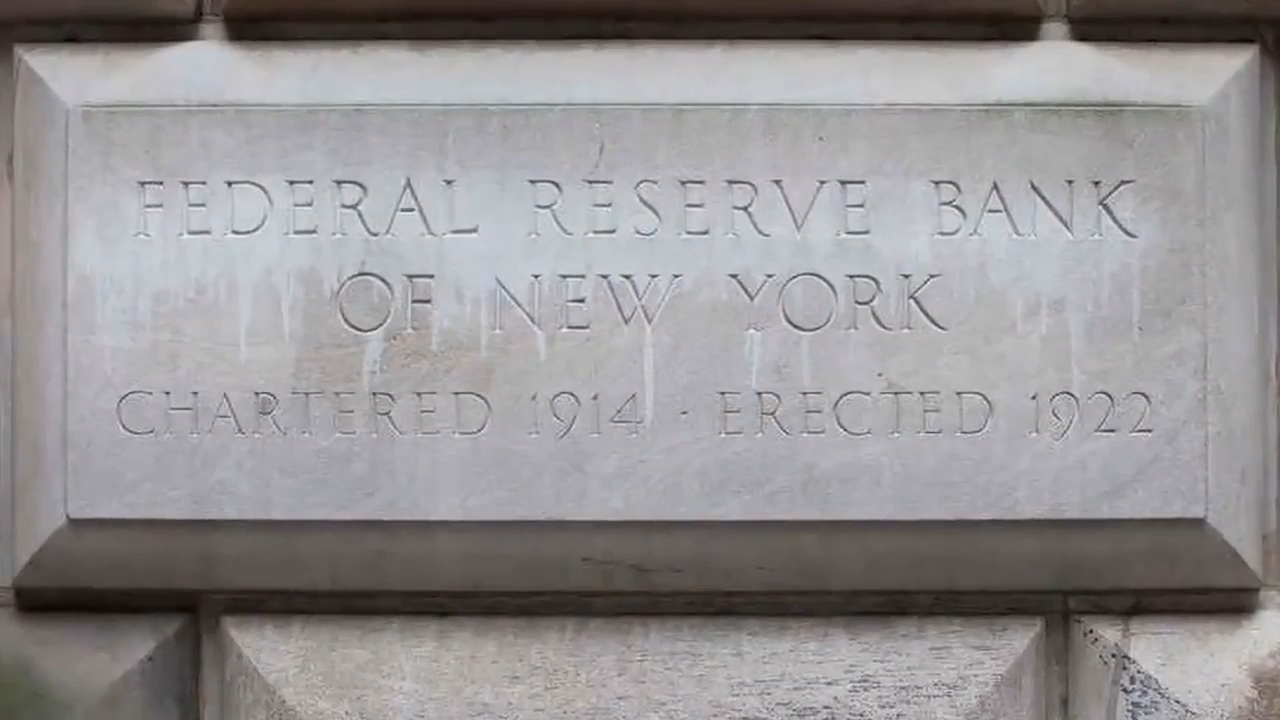 FEDERAL RESERVE BANK
OF NEW YORK
CHARTERED 1914 · ERECTED 1922